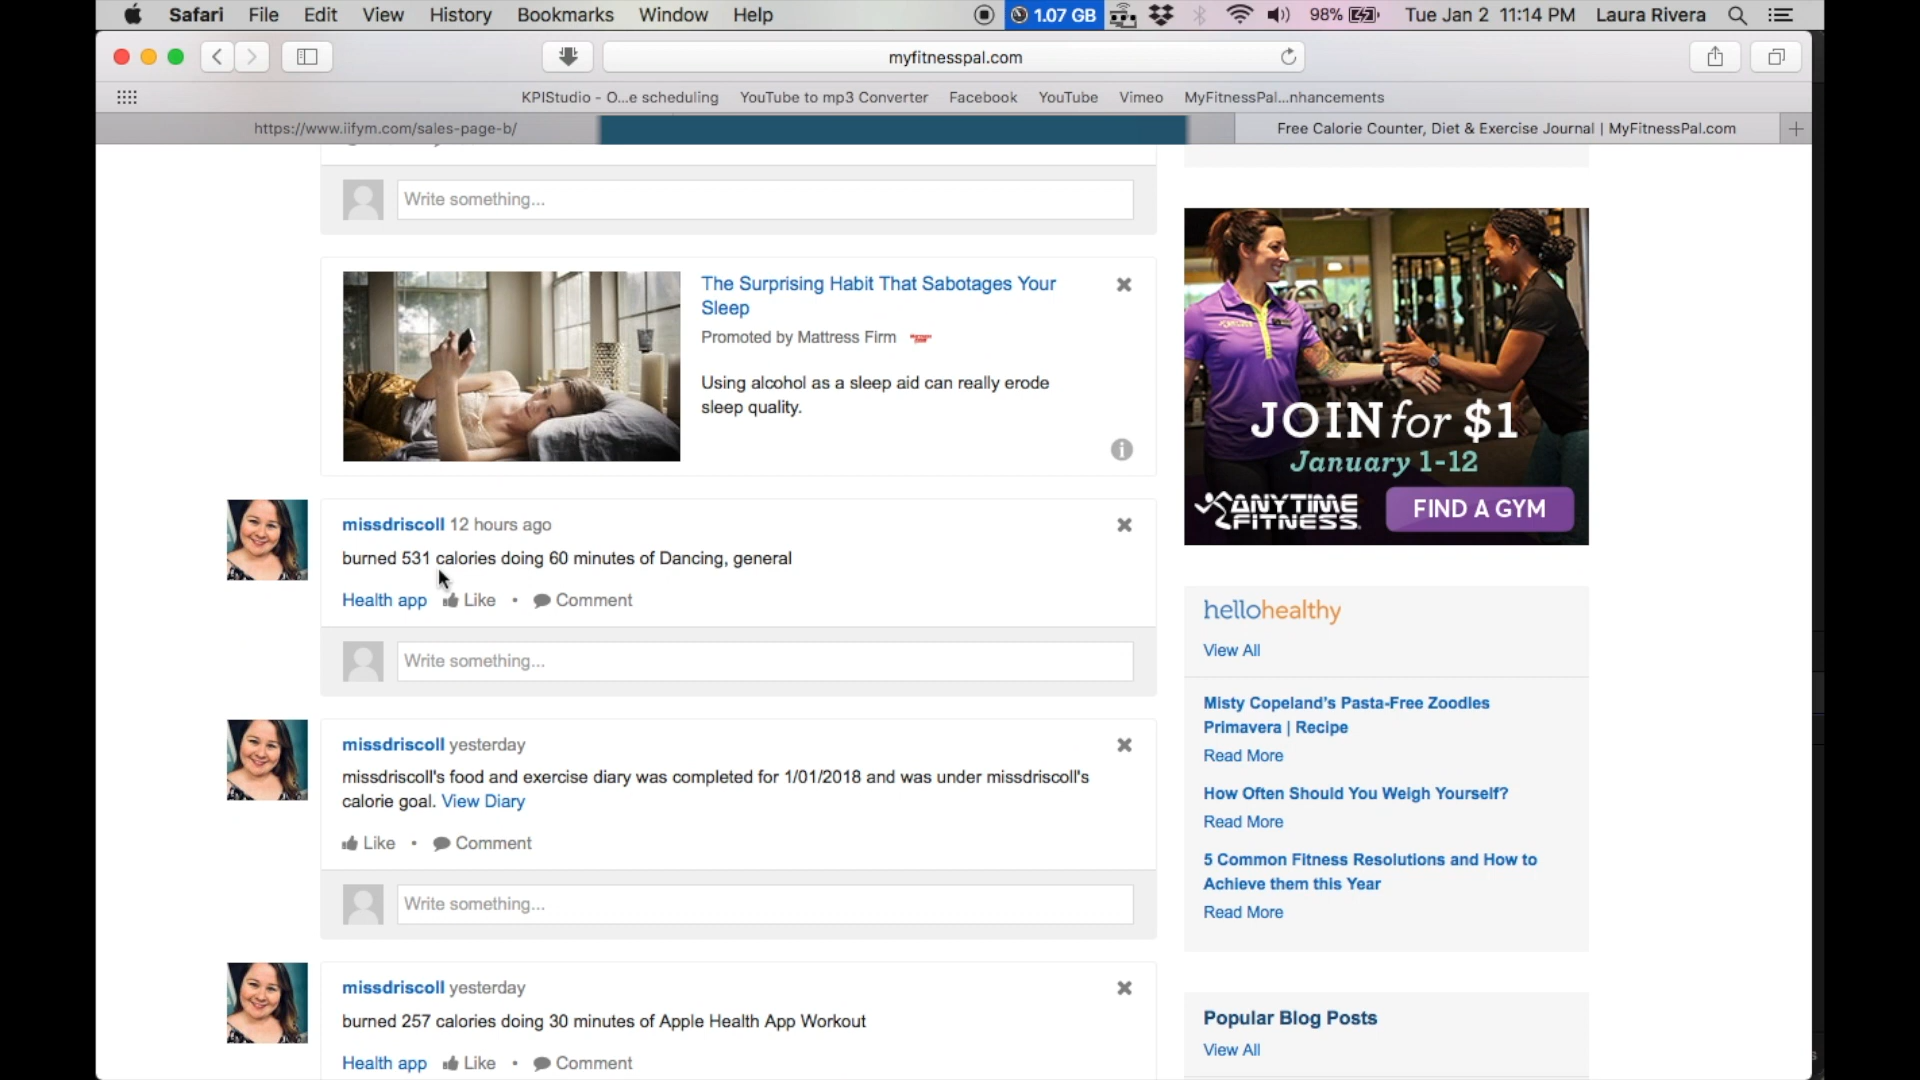 Safari File Edit View History Bookmarks Window Help 1.07 GB 98% Tue Jan 2 11:14 PM Laura Rivera
myfitnesspal.com
KPIStudio - O...e scheduling YouTube to mp3 Converter Facebook YouTube Vimeo MyFitnessPal...nhancements
https://www.iifym.com/sales-page-b/ Free Calorie Counter, Diet & Exercise Journal | MyFitnessPal.com
Write something...
The Surprising Habit That Sabotages Your
Sleep
Promoted by Mattress Firm
Using alcohol as a sleep aid can really erode
sleep quality.
missdriscoll 12 hours ago
burned 531 calories doing 60 minutes of Dancing, general
Health app Like • Comment
Write something...
missdriscoll yesterday
missdriscoll's food and exercise diary was completed for 1/01/2018 and was under missdriscoll's
calorie goal. View Diary
Like • Comment
Write something...
missdriscoll yesterday
burned 257 calories doing 30 minutes of Apple Health App Workout
Health app Like • Comment
JOIN for $1
January 1-12
ANYTIME
FITNESS
FIND A GYM
hellohealthy
View All
Misty Copeland's Pasta-Free Zoodles
Primavera | Recipe
Read More
How Often Should You Weigh Yourself?
Read More
5 Common Fitness Resolutions and How to
Achieve them this Year
Read More
Popular Blog Posts
View All